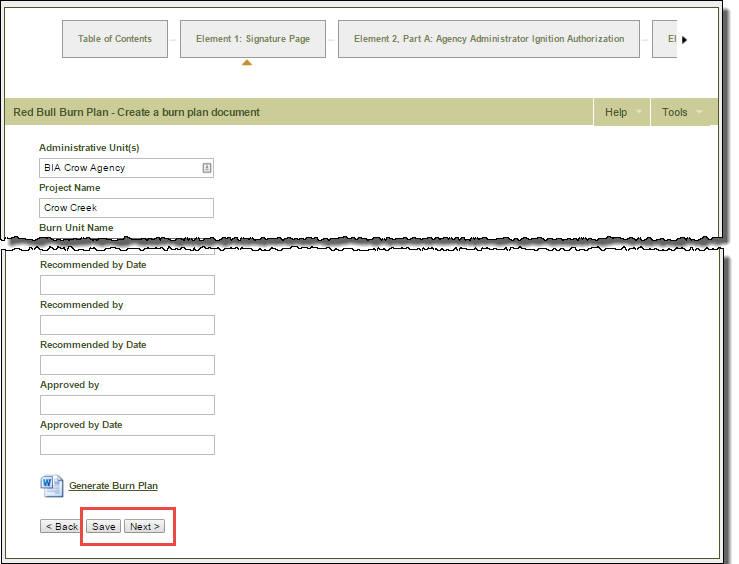 Table of Contents
Element 1: Signature Page
Element 2, Part A: Agency Administrator Ignition Authorization
El
Red Bull Burn Plan - Create a burn plan document
Help
Tools
Administrative Unit(s)
BIA Crow Agency
Project Name
Crow Creek
Burn Unit Name
Recommended by Date
Recommended by
Recommended by Date
Approved by
Approved by Date
Generate Burn Plan
< Back
Save
Next >